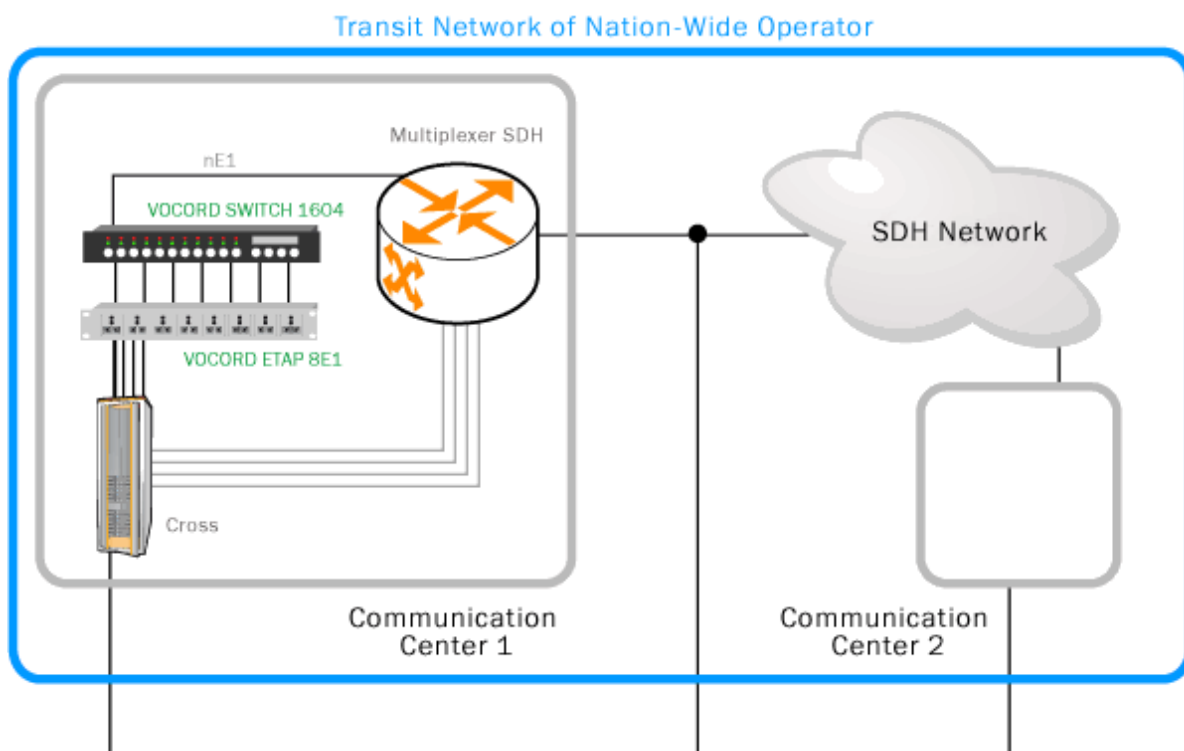 Transit Network of Nation-Wide Operator
Multiplexer SDH
nE1
VOCORD SWITCH 1604
SDH Network
VOCORD ETAP 8E1
Cross
Communication
Center 1
Communication
Center 2